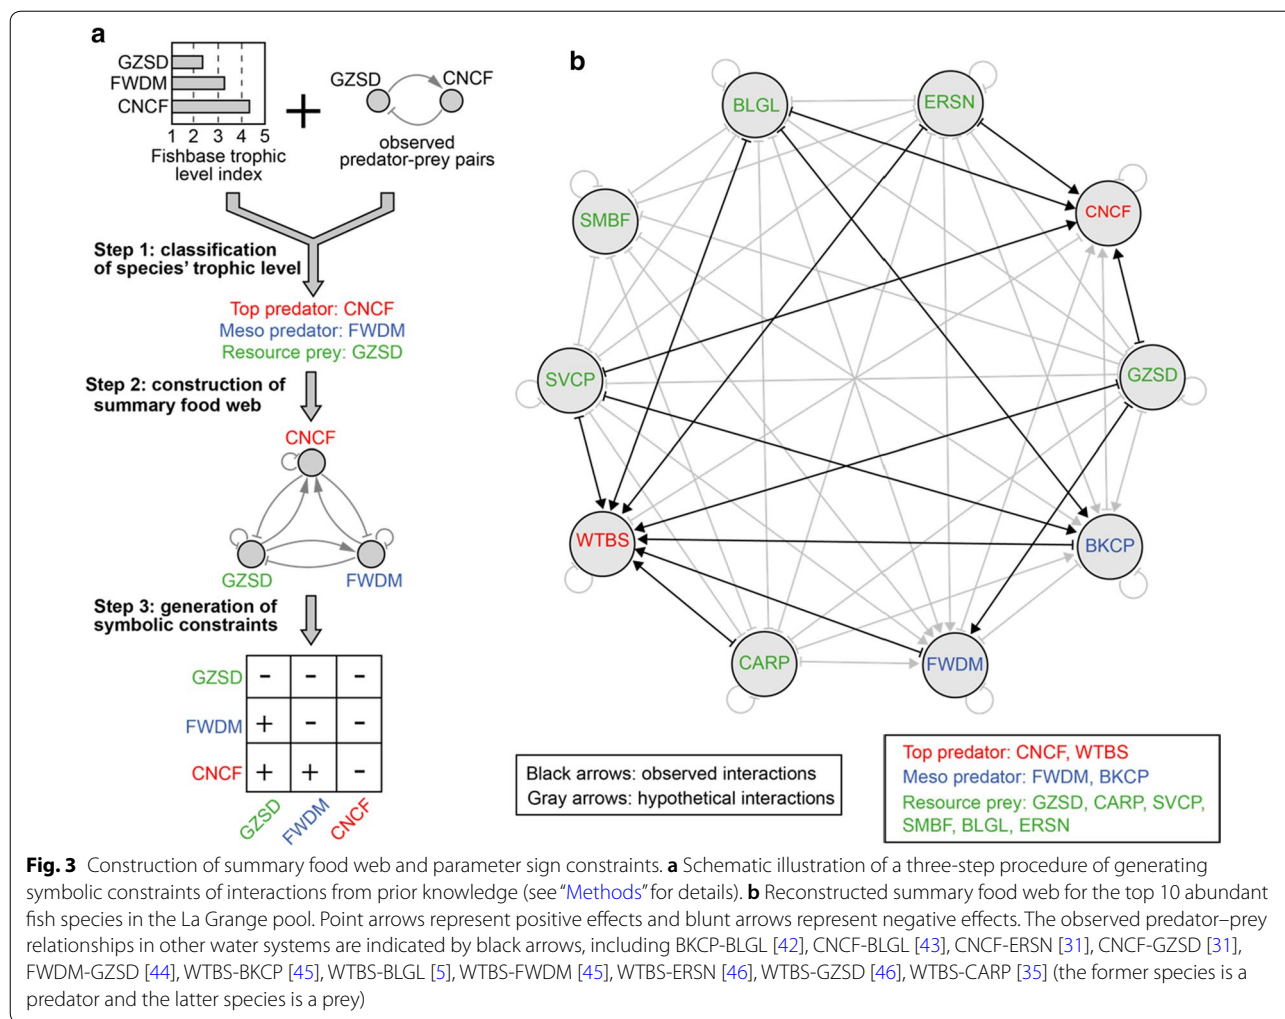 a
GZSD
FWDM
CNCF
1 2 3 4 5
Fishbase trophic
level index
+
GZSD
CNCF
observed
predator-prey pairs
Step 1: classification
of species' trophic level
Top predator: CNCF
Meso predator: FWDM
Resource prey: GZSD
Step 2: construction of
summary food web
CNCF
GZSD
FWDM
Step 3: generation of
symbolic constraints
GZSD - - -
FWDM + - -
CNCF + + -
GZSD FWDM CNCF
b
BLGL
ERSN
SMBF
CNCF
SVCP
GZSD
WTBS
BKCP
CARP
FWDM
Black arrows: observed interactions
Gray arrows: hypothetical interactions
Top predator: CNCF, WTBS
Meso predator: FWDM, BKCP
Resource prey: GZSD, CARP, SVCP,
SMBF, BLGL, ERSN
Fig. 3 Construction of summary food web and parameter sign constraints. a Schematic illustration of a three-step procedure of generating
symbolic constraints of interactions from prior knowledge (see “Methods” for details). b Reconstructed summary food web for the top 10 abundant
fish species in the La Grange pool. Point arrows represent positive effects and blunt arrows represent negative effects. The observed predator–prey
relationships in other water systems are indicated by black arrows, including BKCP-BLGL [42], CNCF-BLGL [43], CNCF-ERSN [31], CNCF-GZSD [31],
FWDM-GZSD [44], WTBS-BKCP [45], WTBS-BLGL [5], WTBS-FWDM [45], WTBS-ERSN [46], WTBS-GZSD [46], WTBS-CARP [35] (the former species is a
predator and the latter species is a prey)